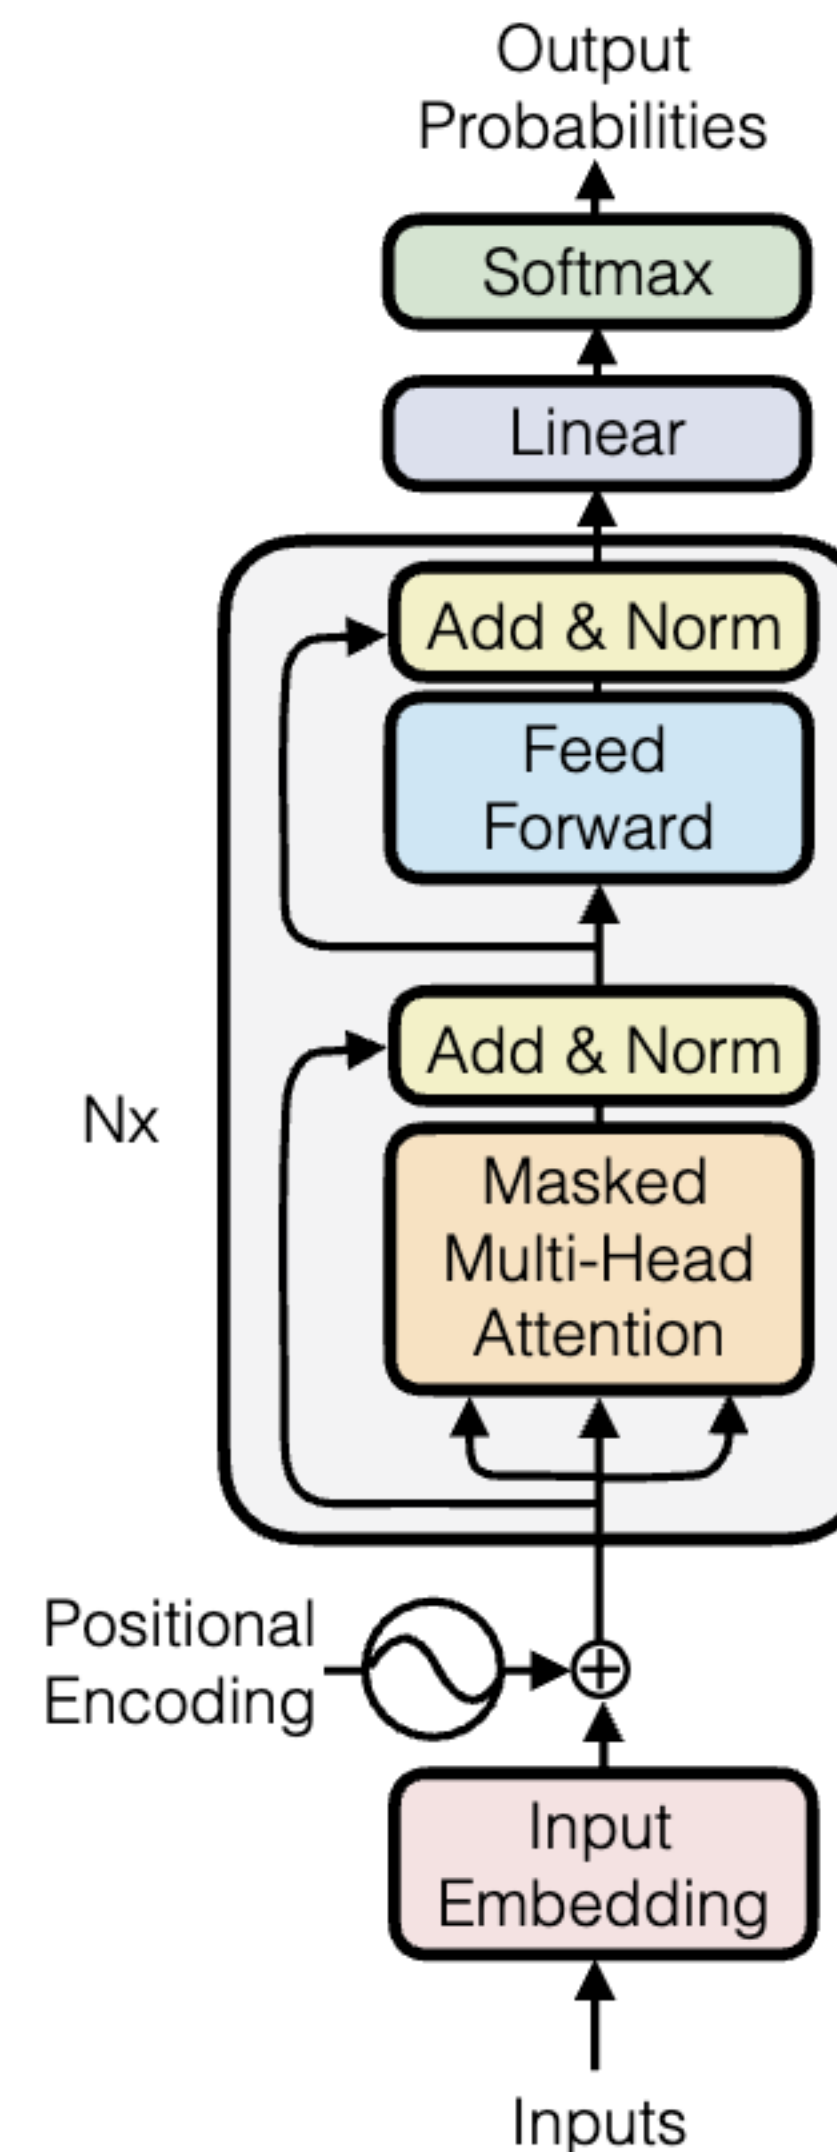 Output
Probabilities
Softmax
Linear
Add & Norm
Feed
Forward
Add & Norm
Nx
Masked
Multi-Head
Attention
Positional
Encoding
Input
Embedding
Inputs